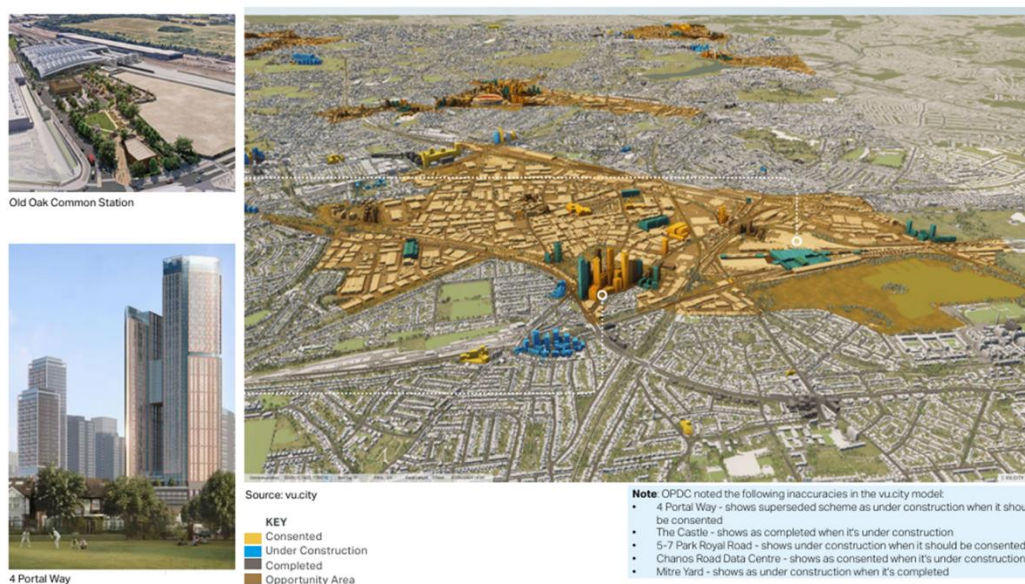 Old Oak Common Station
4 Portal Way
Source: vu.city
KEY
Consented
Under Construction
Completed
Opportunity Area
Note: OPDC noted the following inaccuracies in the vu.city model:
• 4 Portal Way - shows superseded scheme as under construction when it shou
be consented
• The Castle - shows as completed when it's under construction
• 5-7 Park Royal Road - shows under construction when it should be consented
• Chanos Road Data Centre - shows as consented when it's under construction
• Mitre Yard - shows as under construction when it's completed